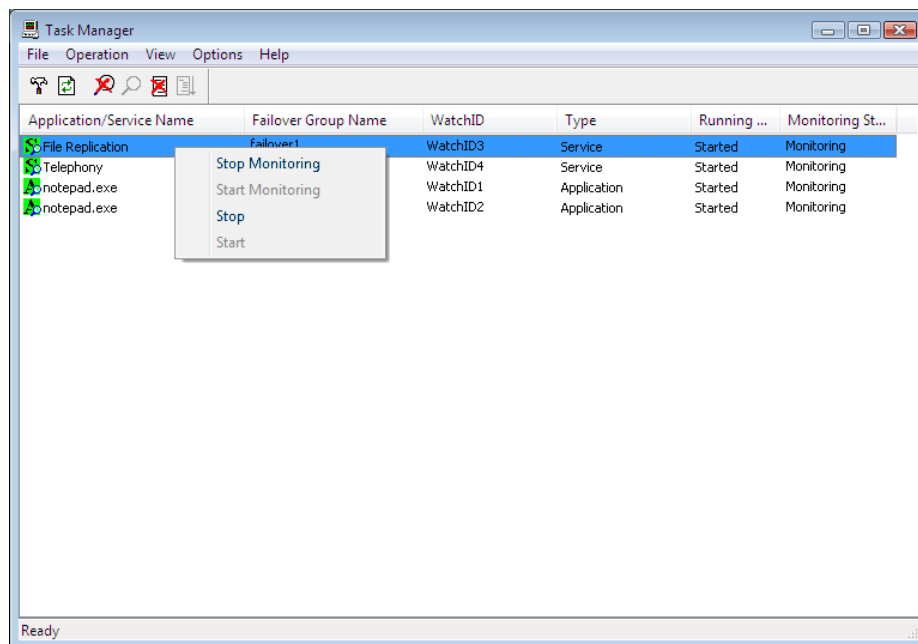 Task Manager
File Operation View Options Help
Application/Service Name Failover Group Name WatchID Type Running ... Monitoring St...
File Replication failover1 WatchID3 Service Started Monitoring
Telephony WatchID4 Service Started Monitoring
notepad.exe WatchID1 Application Started Monitoring
notepad.exe WatchID2 Application Started Monitoring
Stop Monitoring
Start Monitoring
Stop
Start
Ready